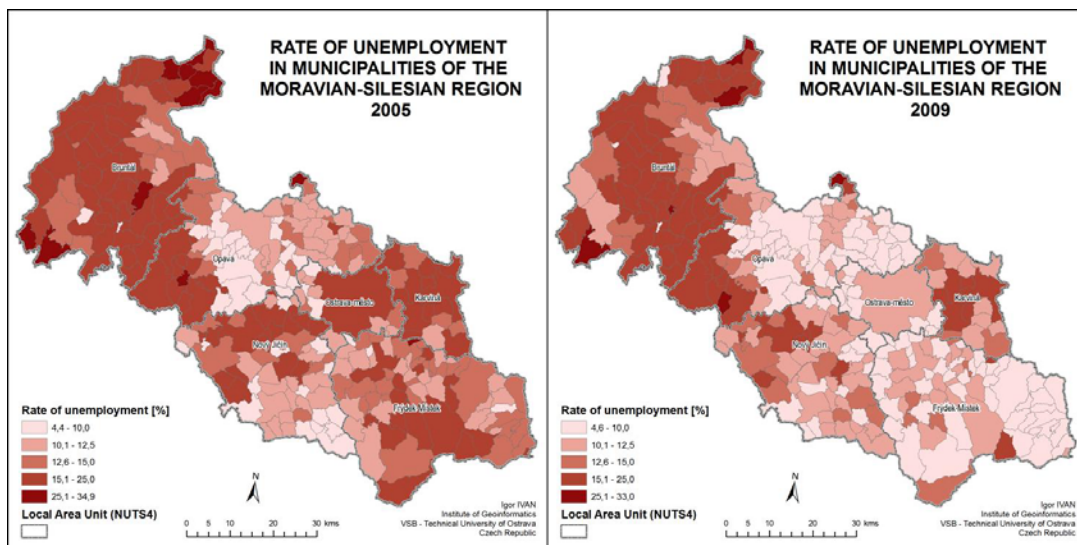 RATE OF UNEMPLOYMENT
IN MUNICIPALITIES OF THE
MORAVIAN-SILESIAN REGION
2005
Bruntál
Opava
Ostrava-město
Karviná
Nový Jičín
Frýdek-Místek
Rate of unemployment [%]
4,4 - 10,0
10,1 - 12,5
12,6 - 15,0
15,1 - 25,0
25,1 - 34,9
Local Area Unit (NUTS4)
N
0 5 10 20 30 kms
Igor IVAN
Institute of Geoinformatics
VSB - Technical University of Ostrava
Czech Republic
RATE OF UNEMPLOYMENT
IN MUNICIPALITIES OF THE
MORAVIAN-SILESIAN REGION
2009
Bruntál
Opava
Ostrava-město
Karviná
Nový Jičín
Frýdek-Místek
Rate of unemployment [%]
4,6 - 10,0
10,1 - 12,5
12,6 - 15,0
15,1 - 25,0
25,1 - 33,0
Local Area Unit (NUTS4)
N
0 5 10 20 30 kms
Igor IVAN
Institute of Geoinformatics
VSB - Technical University of Ostrava
Czech Republic